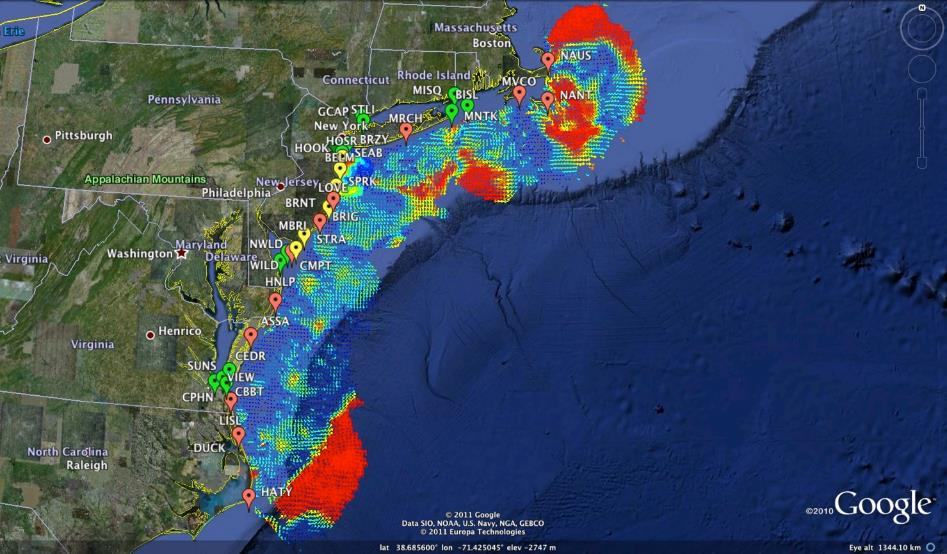 Erie
Massachusetts
Boston
NAUS
Connecticut
Rhode Island
MISQ
BISL
MVCO
NANT
Pennsylvania
GCAP STLI
MRCH
MNTK
New York
Pittsburgh
HOSR BRZY
HOOK
SEAB
BELM
Appalachian Mountains
New Jersey
SPRK
Philadelphia
LOVE
BRNT
BRIG
MBRI
STRA
NWLD
Washington
Maryland
Delaware
Virginia
WILD
CMPT
HNLP
ASSA
Henrico
Virginia
CEDR
SUNS
VIEW
CPHN
CBBT
LISL
DUCK
North Carolina
Raleigh
HATY
N
© 2011 Google
Data SIO, NOAA, U.S. Navy, NGA, GEBCO
© 2011 Europa Technologies
©2010 Google
lat 38.685600° lon -71.425045° elev -2747 m
Eye alt 1344.10 km